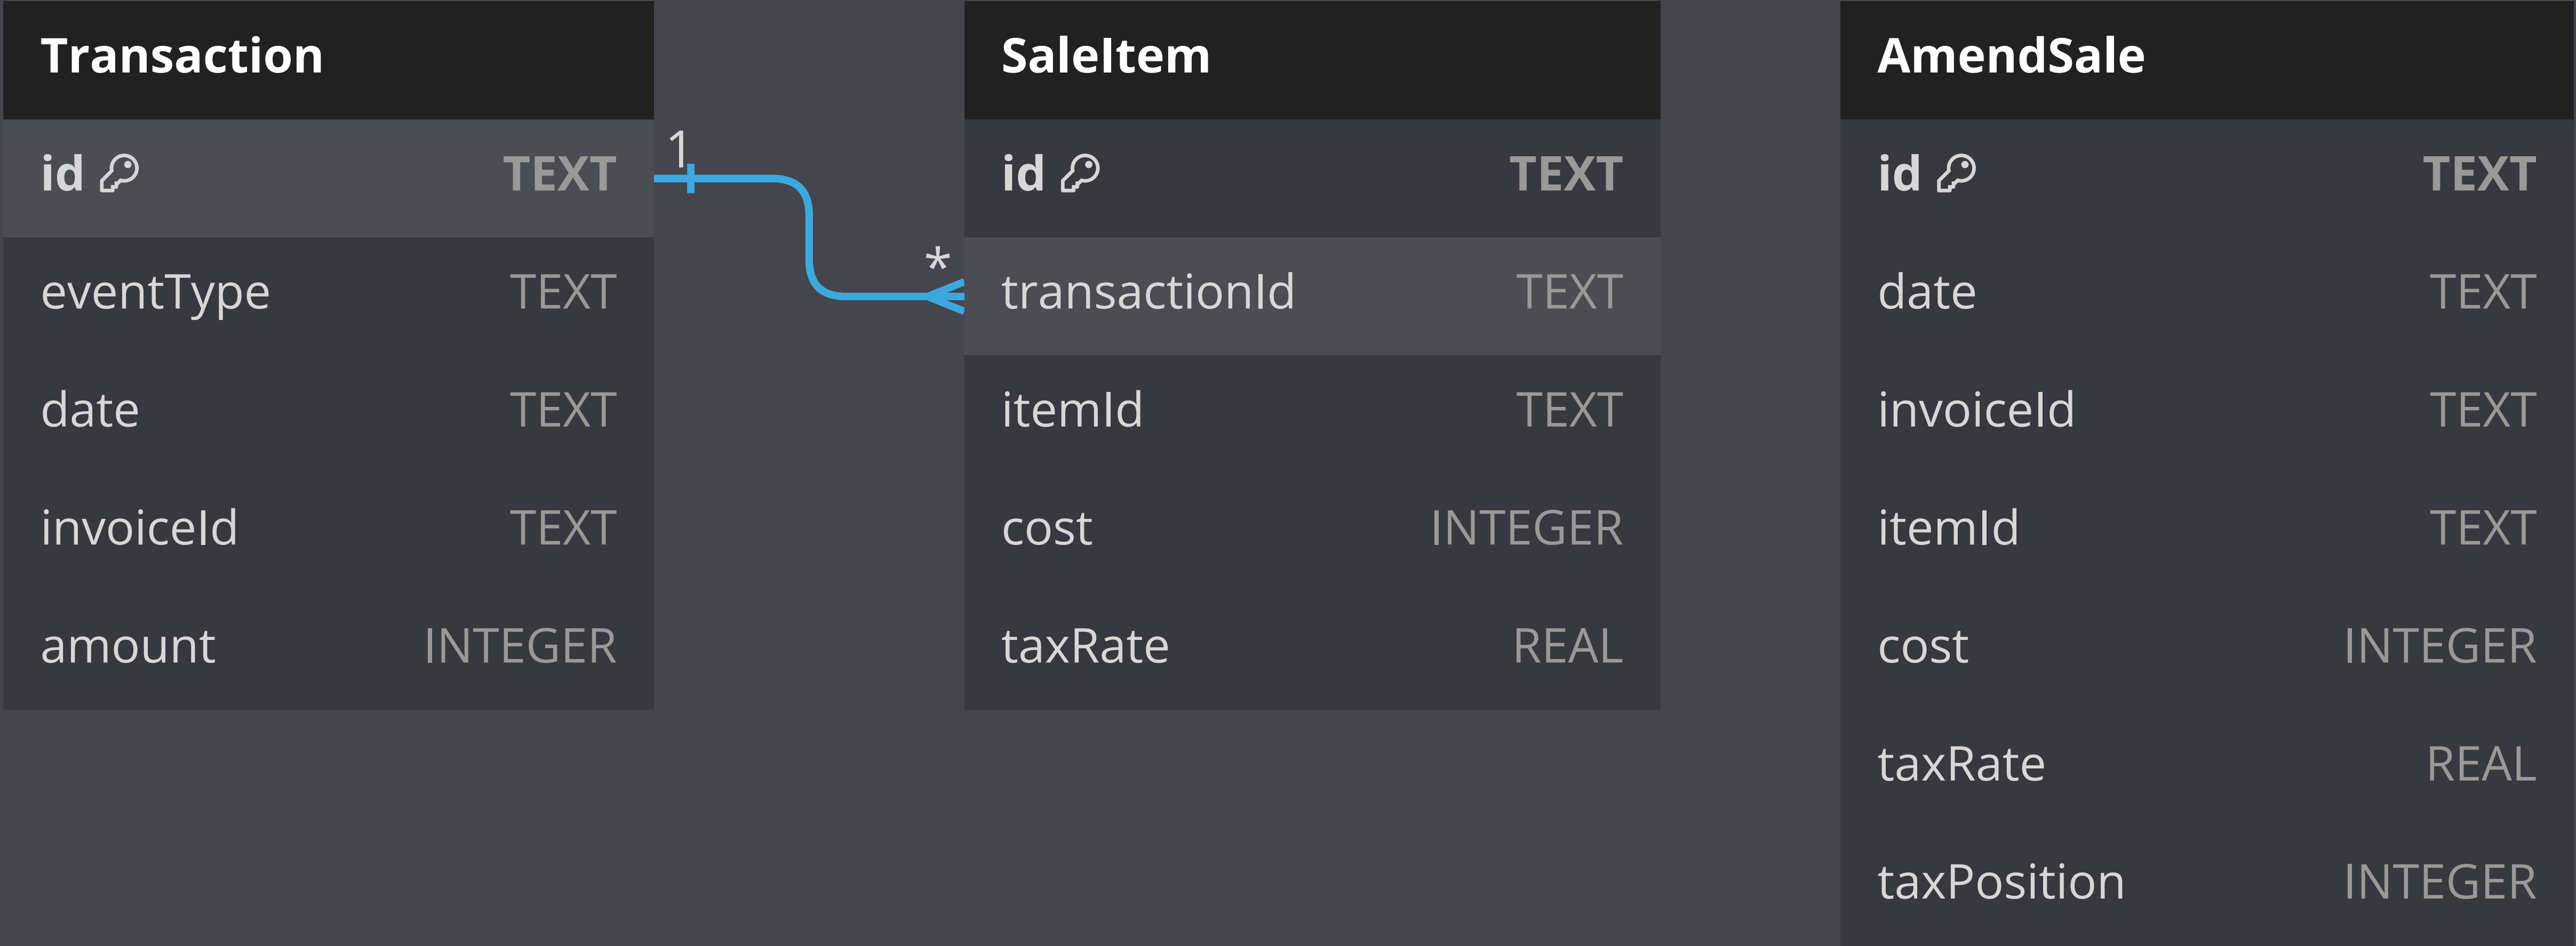 Transaction
id TEXT
eventType TEXT
date TEXT
invoiceId TEXT
amount INTEGER
1
*
SaleItem
id TEXT
transactionId TEXT
itemId TEXT
cost INTEGER
taxRate REAL
AmendSale
id TEXT
date TEXT
invoiceId TEXT
itemId TEXT
cost INTEGER
taxRate REAL
taxPosition INTEGER